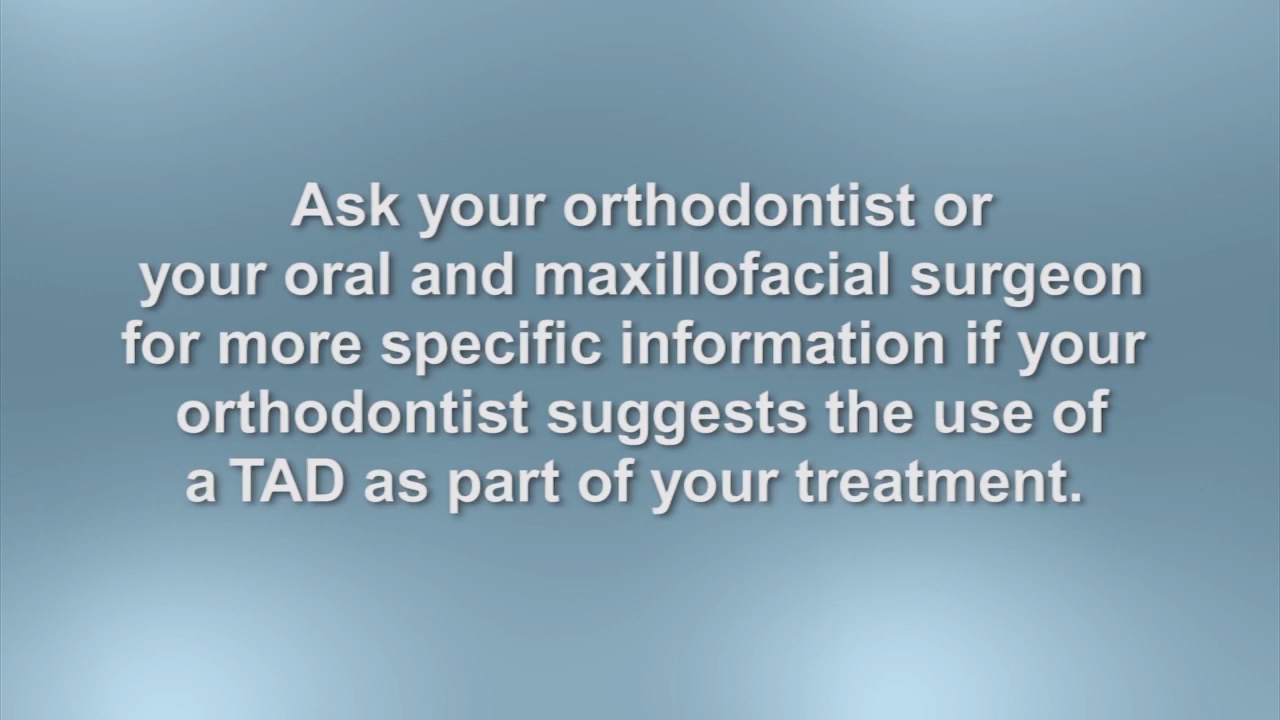 Ask your orthodontist or
your oral and maxillofacial surgeon
for more specific information if your
orthodontist suggests the use of
a TAD as part of your treatment.